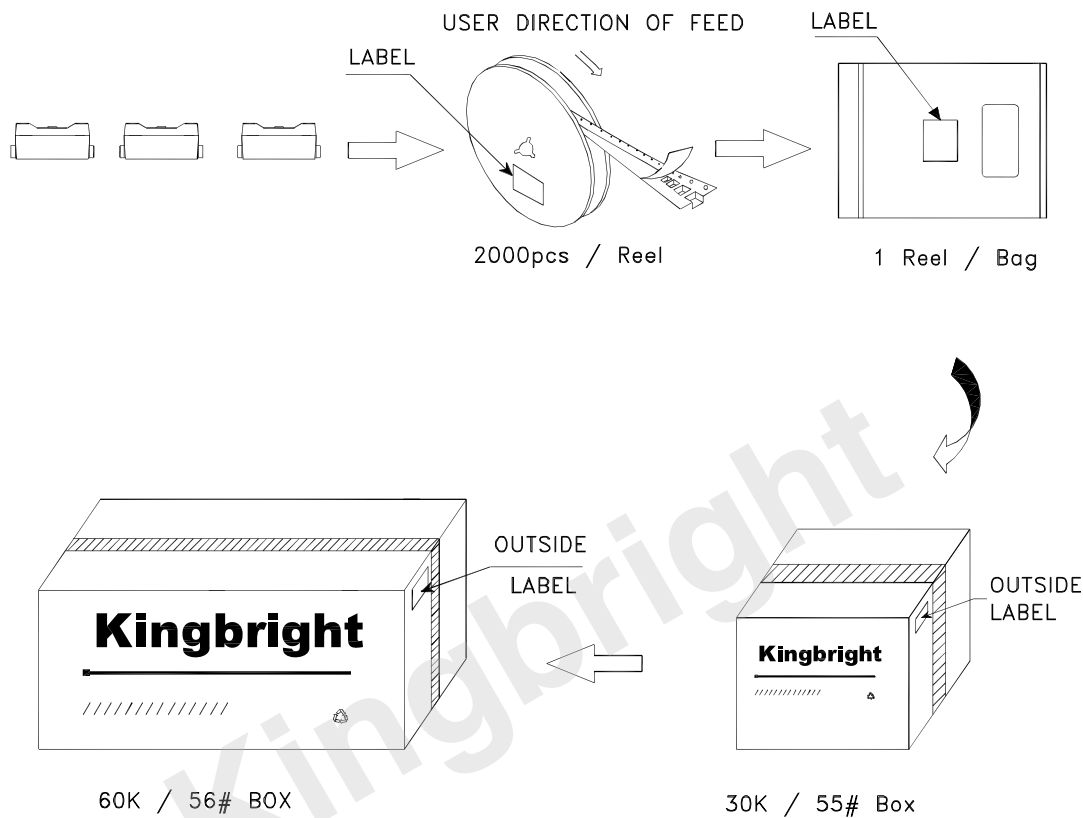 USER DIRECTION OF FEED
LABEL
LABEL
2000pcs / Reel
1 Reel / Bag
OUTSIDE
LABEL
OUTSIDE
LABEL
Kingbright
Kingbright
60K / 56# BOX
30K / 55# Box
Kingbright